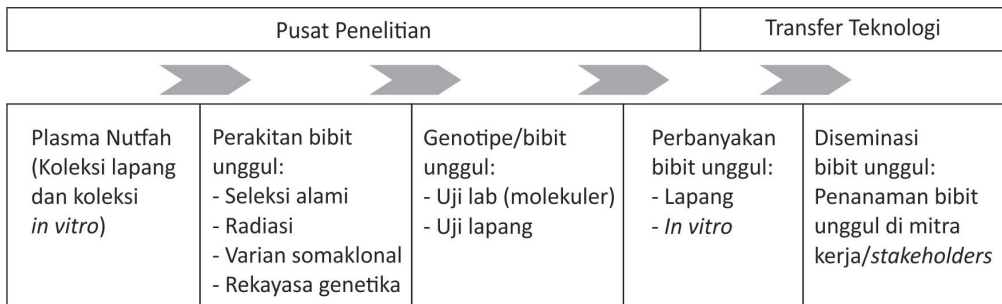 Pusat Penelitian
Transfer Teknologi
Plasma Nutfah
(Koleksi lapang
dan koleksi
in vitro)
Perakitan bibit
unggul:
- Seleksi alami
- Radiasi
- Varian somaklonal
- Rekayasa genetika
Genotipe/bibit
unggul:
- Uji lab (molekuler)
- Uji lapang
Perbanyakan
bibit unggul:
- Lapang
- In vitro
Diseminasi
bibit unggul:
Penanaman bibit
unggul di mitra
kerja/stakeholders